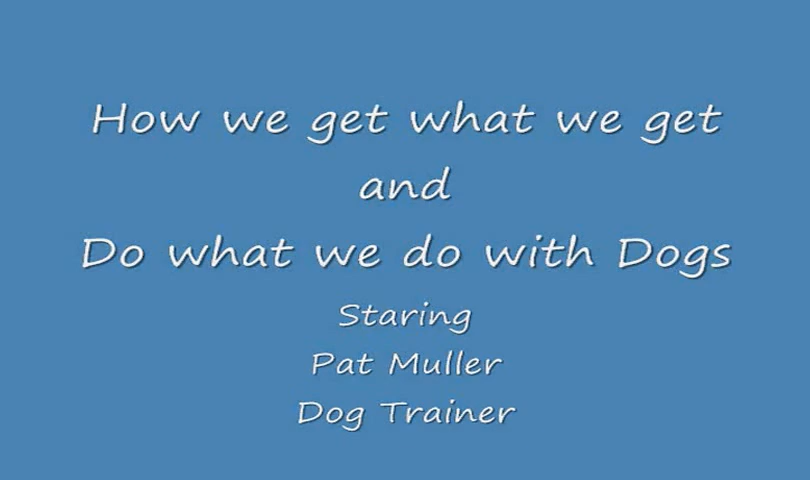 How we get what we get
and
Do what we do with Dogs
Staring
Pat Muller
Dog Trainer